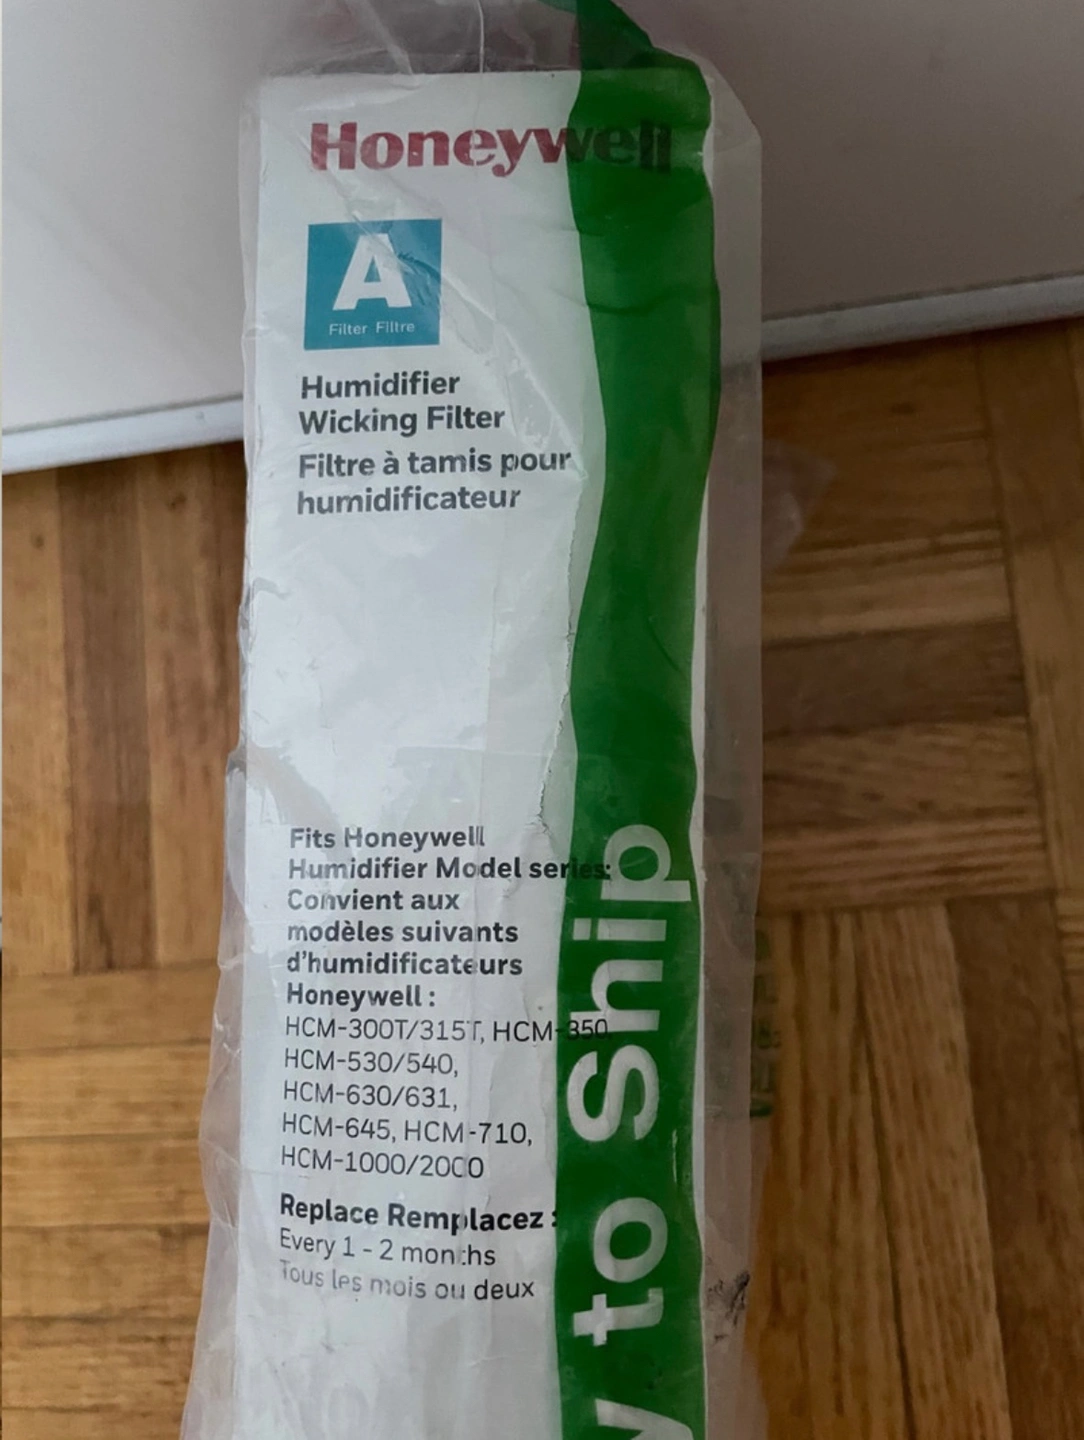 Honeywell
A
Filter Filtre
Humidifier
Wicking Filter
Filtre à tamis pour
humidificateur
Fits Honeywell
Humidifier Model series:
Convient aux
modèles suivants
d'humidificateurs
Honeywell :
HCM-300T/315T, HCM-350,
HCM-530/540,
HCM-630/631,
HCM-645, HCM-710,
HCM-1000/2000
Replace Remplacez :
Every 1 - 2 months
Tous les mois ou deux
y to Ship